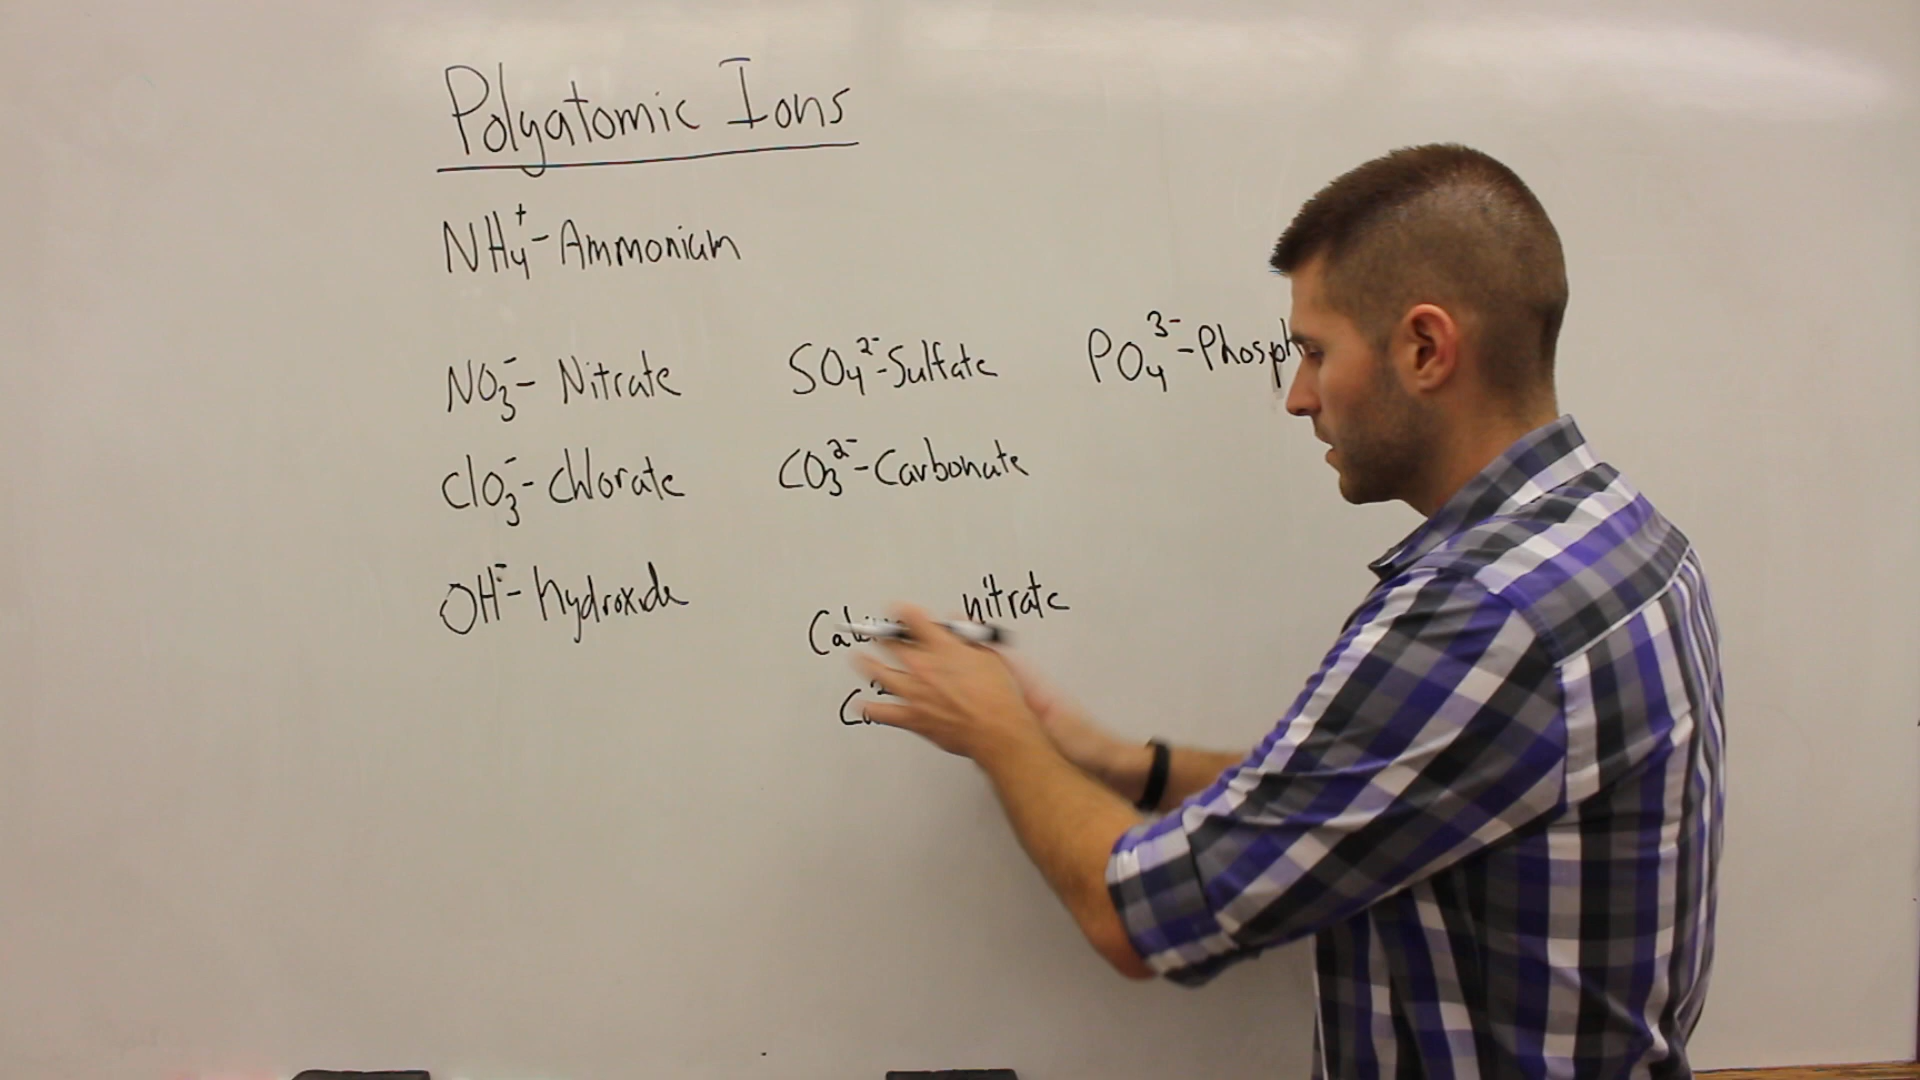 Polyatomic Ions
NH₄⁺ - Ammonium
NO₃⁻ - Nitrate
SO₄²⁻ - Sulfate
PO₄³⁻ - Phosph
ClO₃⁻ - Chlorate
CO₃²⁻ - Carbonate
OH⁻ - hydroxide
nitrate